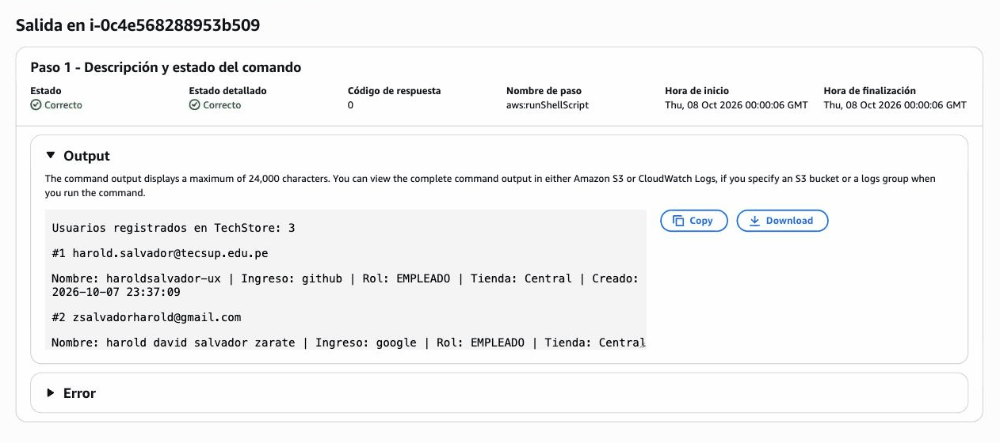 Salida en i-0c4e568288953b509
Paso 1 - Descripción y estado del comando
Estado
Correcto
Estado detallado
Correcto
Código de respuesta
0
Nombre de paso
aws:runShellScript
Hora de inicio
Thu, 08 Oct 2026 00:00:06 GMT
Hora de finalización
Thu, 08 Oct 2026 00:00:06 GMT
Output
The command output displays a maximum of 24,000 characters. You can view the complete command output in either Amazon S3 or CloudWatch Logs, if you specify an S3 bucket or a logs group when
you run the command.
Usuarios registrados en TechStore: 3
#1 harold.salvador@tecsup.edu.pe
Nombre: haroldsalvador-ux | Ingreso: github | Rol: EMPLEADO | Tienda: Central | Creado:
2026-10-07 23:37:09
#2 zsalvadorharold@gmail.com
Nombre: harold david salvador zarate | Ingreso: google | Rol: EMPLEADO | Tienda: Central
Copy
Download
Error